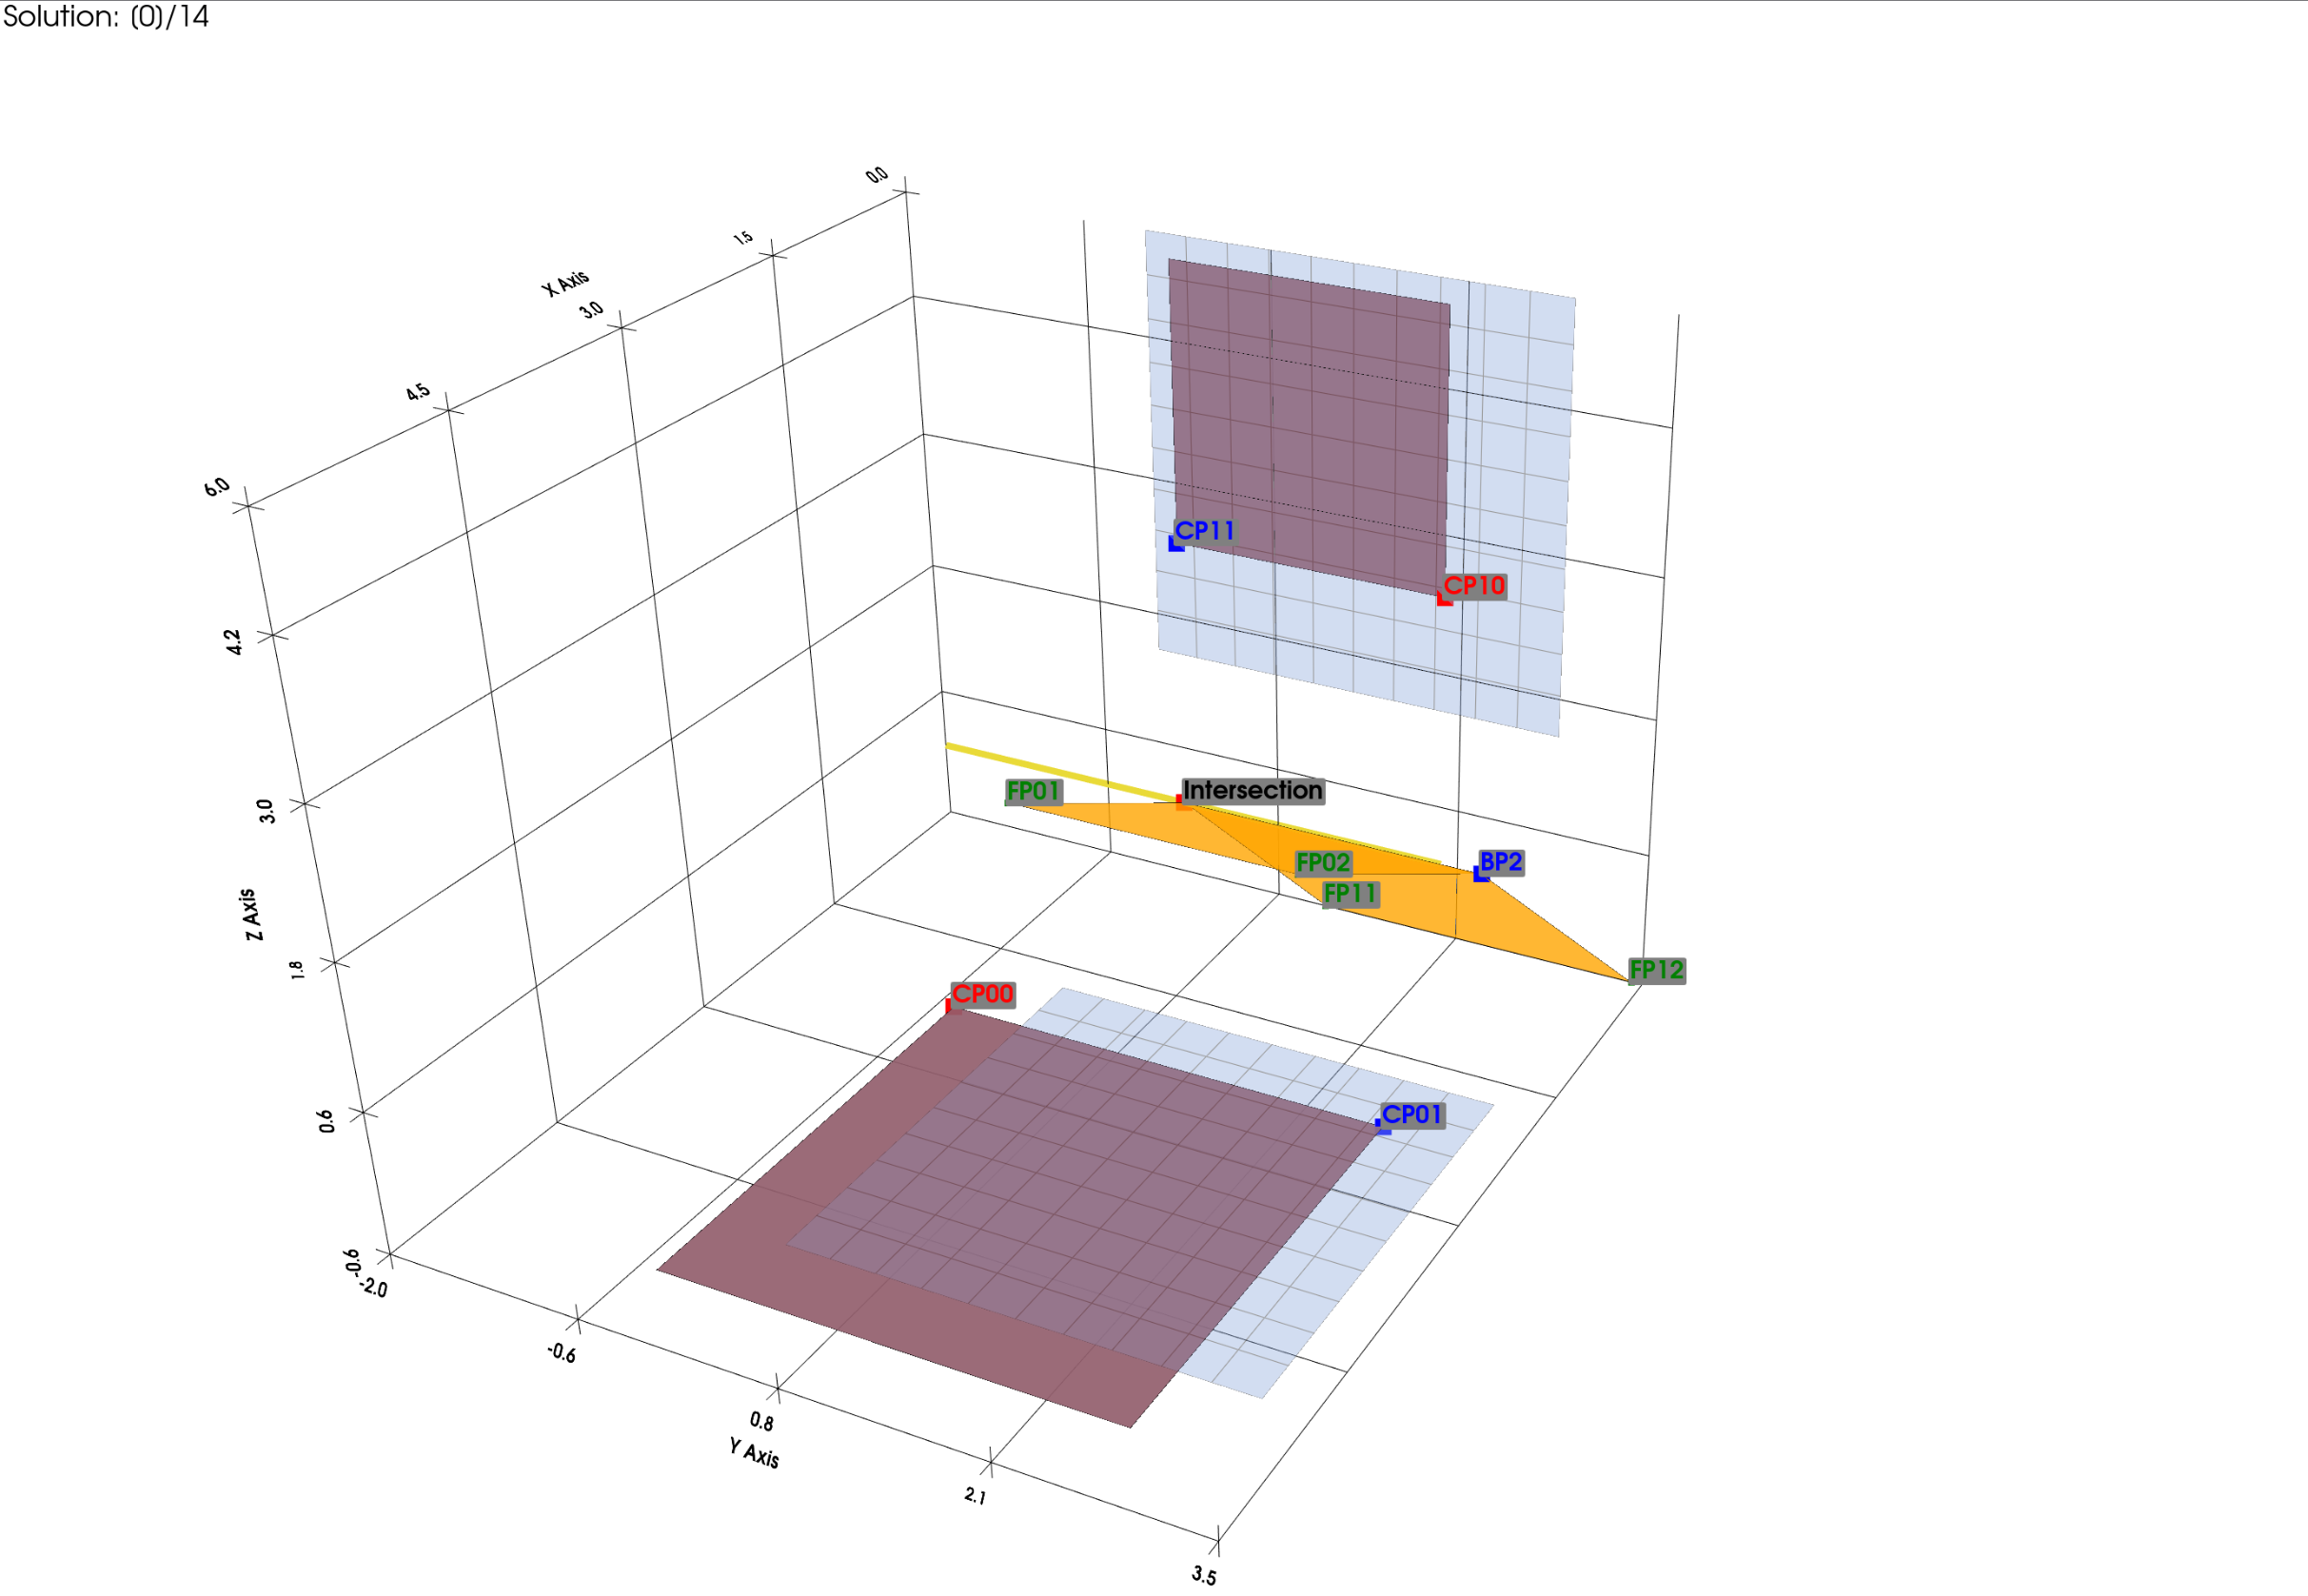 Solution: (0)/14
0.0
1.5
X Axis
3.0
4.5
6.0
4.2
3.0
Z Axis
1.8
0.6
-0.6
-2.0
-0.6
0.8
Y Axis
2.1
3.5
CP11
CP10
FP01
Intersection
FP02
BP2
FP11
FP12
CP00
CP01